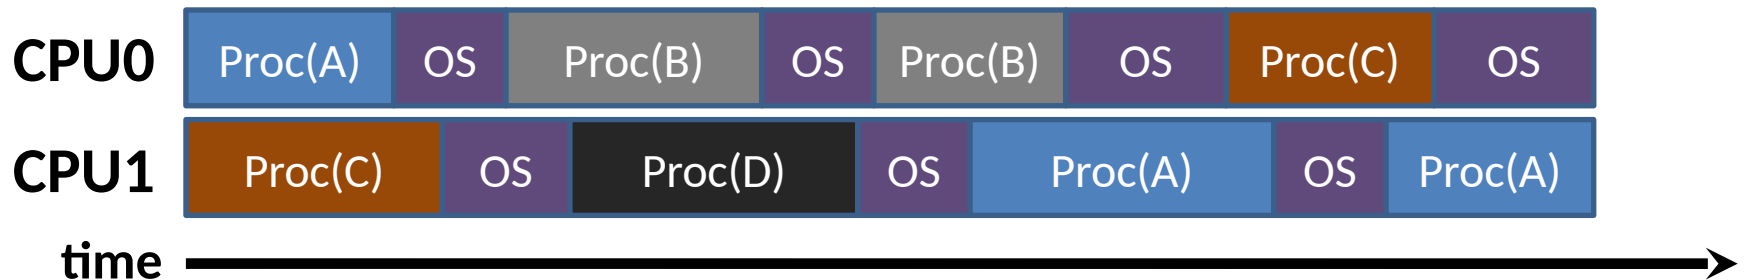 CPU0 Proc(A) OS Proc(B) OS Proc(B) OS Proc(C) OS
CPU1 Proc(C) OS Proc(D) OS Proc(A) OS Proc(A)
time